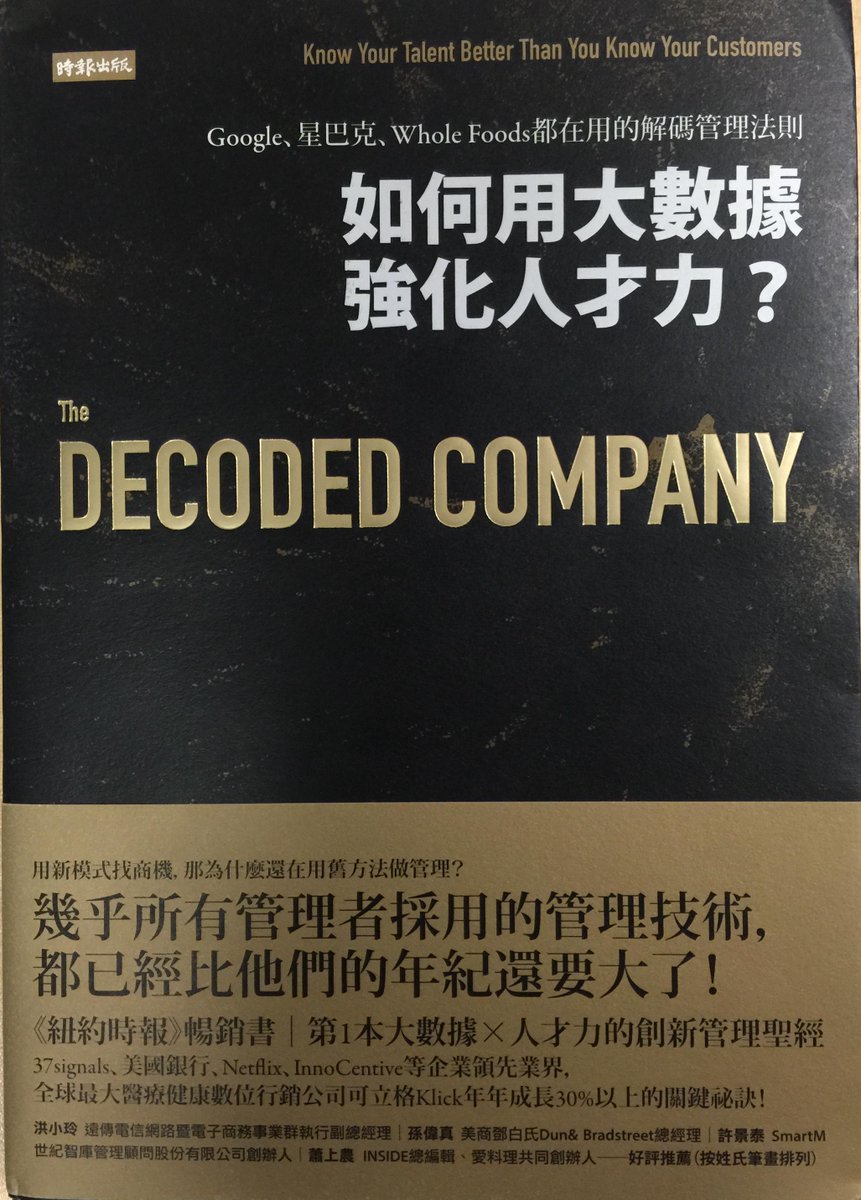 時報出版
Know Your Talent Better Than You Know Your Customers
Google、星巴克、Whole Foods都在用的解碼管理法則
如何用大數據
強化人才力?
The
DECODED COMPANY
用新模式找商機,那為什麼還在用舊方法做管理?
幾乎所有管理者採用的管理技術,
都已經比他們的年紀還要大了!
《紐約時報》暢銷書|第1本大數據×人才力的創新管理聖經
37signals、美國銀行、Netflix、InnoCentive等企業領先業界,
全球最大醫療健康數位行銷公司可立格Klick年年成長30%以上的關鍵祕訣!
洪小玲 遠傳電信網路暨電子商務事業群執行副總經理|孫偉真 美商鄧白氏Dun& Bradstreet總經理|許景泰 SmartM
世紀智庫管理顧問股份有限公司創辦人|蕭上農 INSIDE總編輯、愛料理共同創辦人——好評推薦(按姓氏筆畫排列)